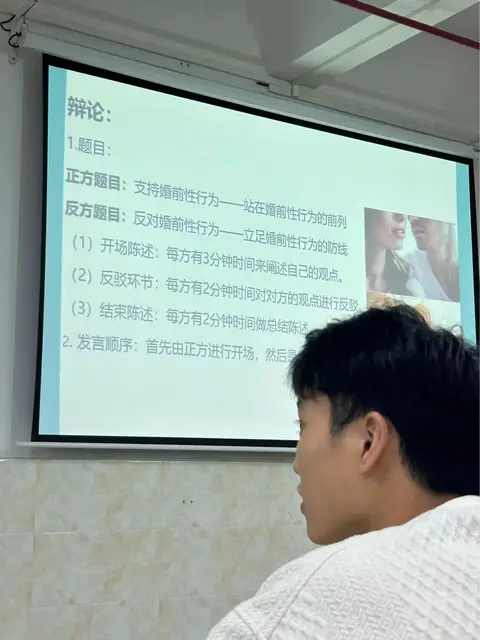 辩论：
1.题目：
正方题目：支持婚前性行为——站在婚前性行为的前列
反方题目：反对婚前性行为——立足婚前性行为的防线
（1）开场陈述：每方有3分钟时间来阐述自己的观点。
（2）反驳环节：每方有2分钟时间对对方的观点进行反驳
（3）结束陈述：每方有2分钟时间做总结陈述
2. 发言顺序：首先由正方进行开场，然后是